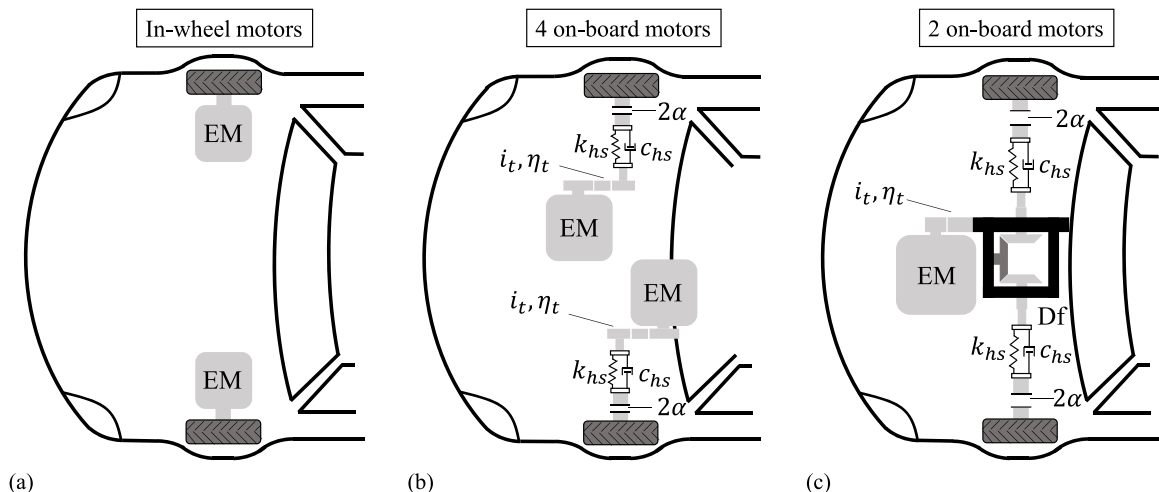 In-wheel motors
4 on-board motors
2 on-board motors
EM
EM
2α
k_hs
c_hs
i_t, η_t
EM
EM
i_t, η_t
k_hs
c_hs
2α
2α
k_hs
c_hs
i_t, η_t
EM
Df
k_hs
c_hs
2α
(a)
(b)
(c)